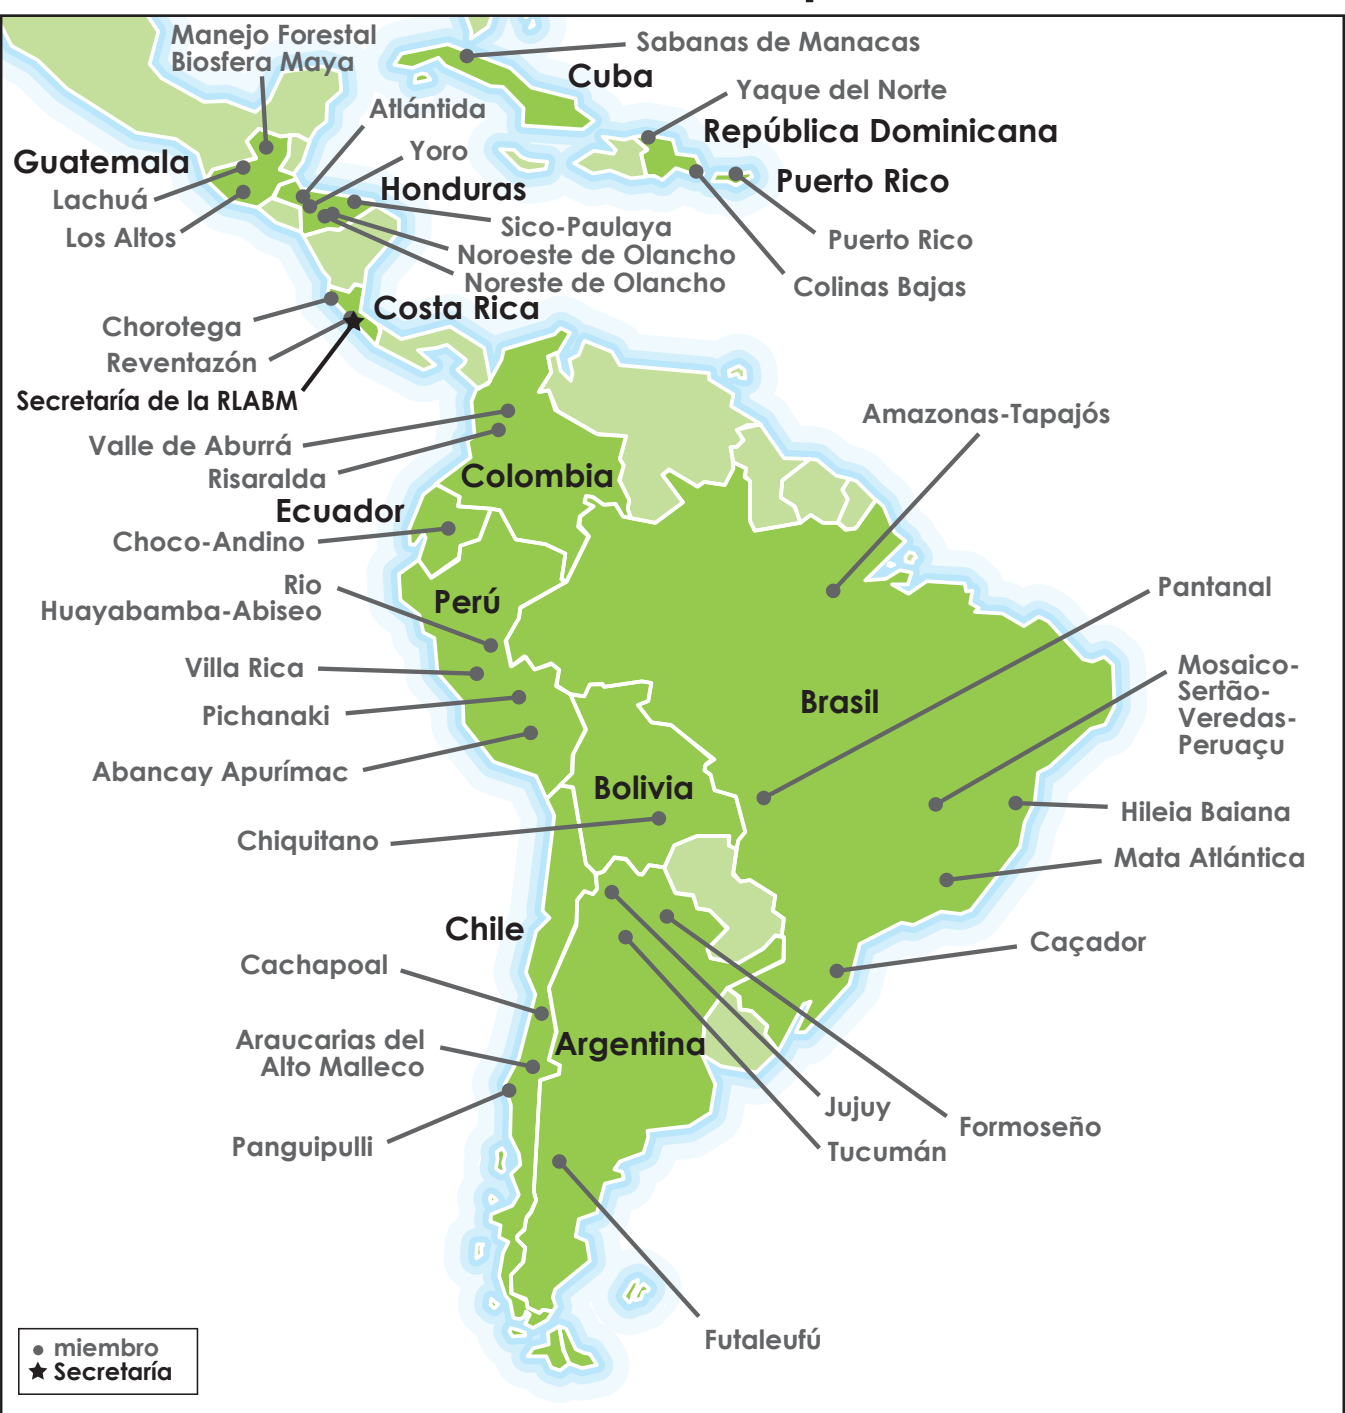 Manejo Forestal
Biosfera Maya
Sabanas de Manacas
Cuba
Yaque del Norte
Atlántida
República Dominicana
Yoro
Guatemala
Honduras
Puerto Rico
Lachuá
Sico-Paulaya
Los Altos
Puerto Rico
Noroeste de Olancho
Noreste de Olancho
Colinas Bajas
Costa Rica
Chorotega
Reventazón
Secretaría de la RLABM
Amazonas-Tapajós
Valle de Aburrá
Risaralda
Colombia
Ecuador
Choco-Andino
Rio
Huayabamba-Abiseo
Perú
Pantanal
Villa Rica
Mosaico-
Sertão-
Veredas-
Peruaçu
Brasil
Pichanaki
Abancay Apurímac
Bolivia
Hileia Baiana
Chiquitano
Mata Atlántica
Chile
Caçador
Cachapoal
Araucarias del
Alto Malleco
Argentina
Jujuy
Formoseño
Panguipulli
Tucumán
Futaleufú
miembro
Secretaría